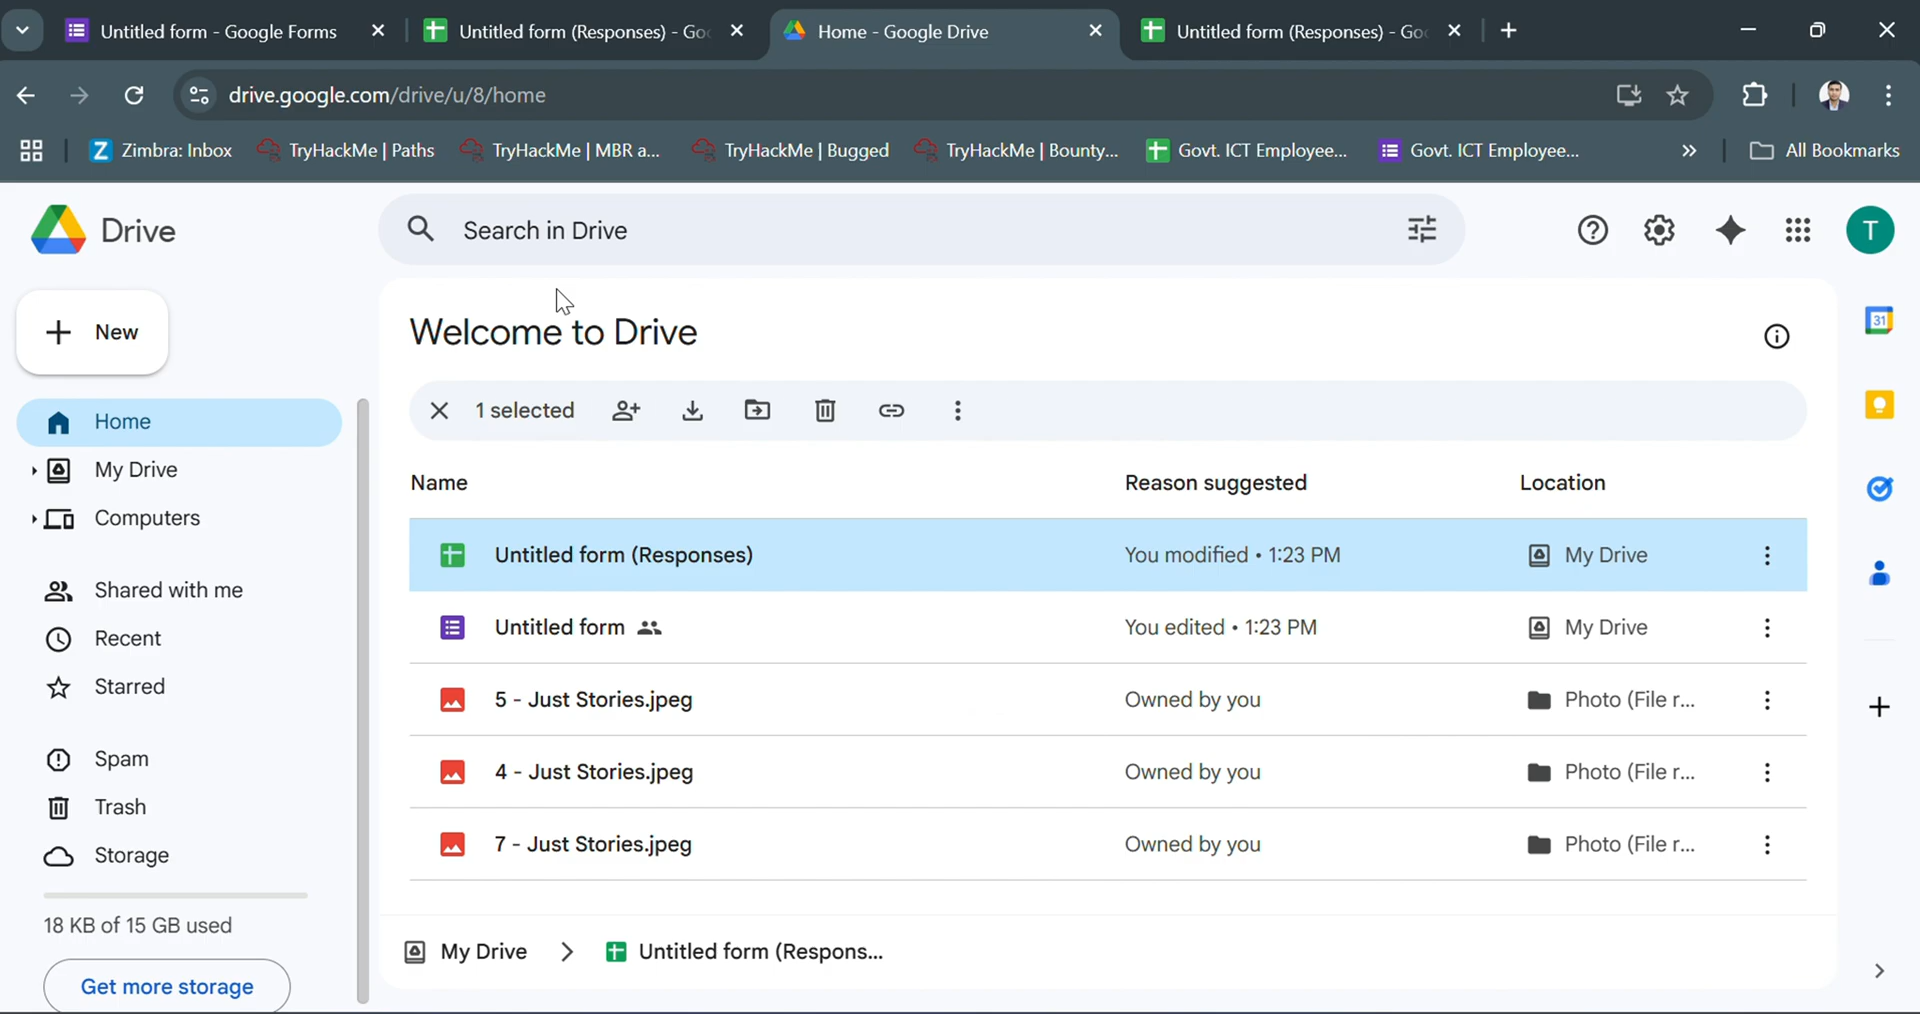 Untitled form - Google Forms
Untitled form (Responses) - Go
Home - Google Drive
Untitled form (Responses) - Go
drive.google.com/drive/u/8/home
Z Zimbra: Inbox
TryHackMe | Paths
TryHackMe | MBR a...
TryHackMe | Bugged
TryHackMe | Bounty...
Govt. ICT Employee...
Govt. ICT Employee...
All Bookmarks
Drive
Search in Drive
T
New
Welcome to Drive
31
1 selected
Home
My Drive
Computers
Shared with me
Recent
Starred
Spam
Trash
Storage
18 KB of 15 GB used
Get more storage
Name Reason suggested Location
Untitled form (Responses) You modified • 1:23 PM My Drive
Untitled form You edited • 1:23 PM My Drive
5 - Just Stories.jpeg Owned by you Photo (File r...
4 - Just Stories.jpeg Owned by you Photo (File r...
7 - Just Stories.jpeg Owned by you Photo (File r...
My Drive > Untitled form (Respons...